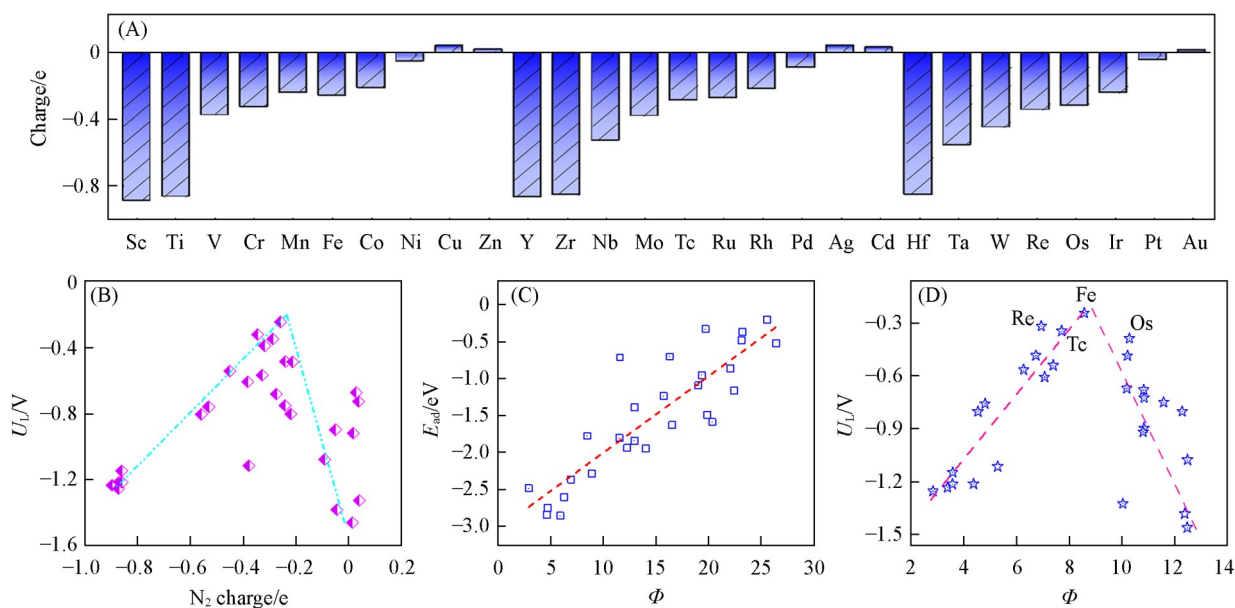 (A)
Charge/e
0
−0.4
−0.8
Sc Ti V Cr Mn Fe Co Ni Cu Zn Y Zr Nb Mo Tc Ru Rh Pd Ag Cd Hf Ta W Re Os Ir Pt Au
(B)
U_L/V
0
−0.4
−0.8
−1.2
−1.6
−1.0 −0.8 −0.6 −0.4 −0.2 0 0.2
N₂ charge/e
(C)
E_ad/eV
0
−0.5
−1.0
−1.5
−2.0
−2.5
−3.0
0 5 10 15 20 25 30
Φ
(D)
U_L/V
−0.3
−0.6
−0.9
−1.2
−1.5
Fe
Re
Os
Tc
2 4 6 8 10 12 14
Φ